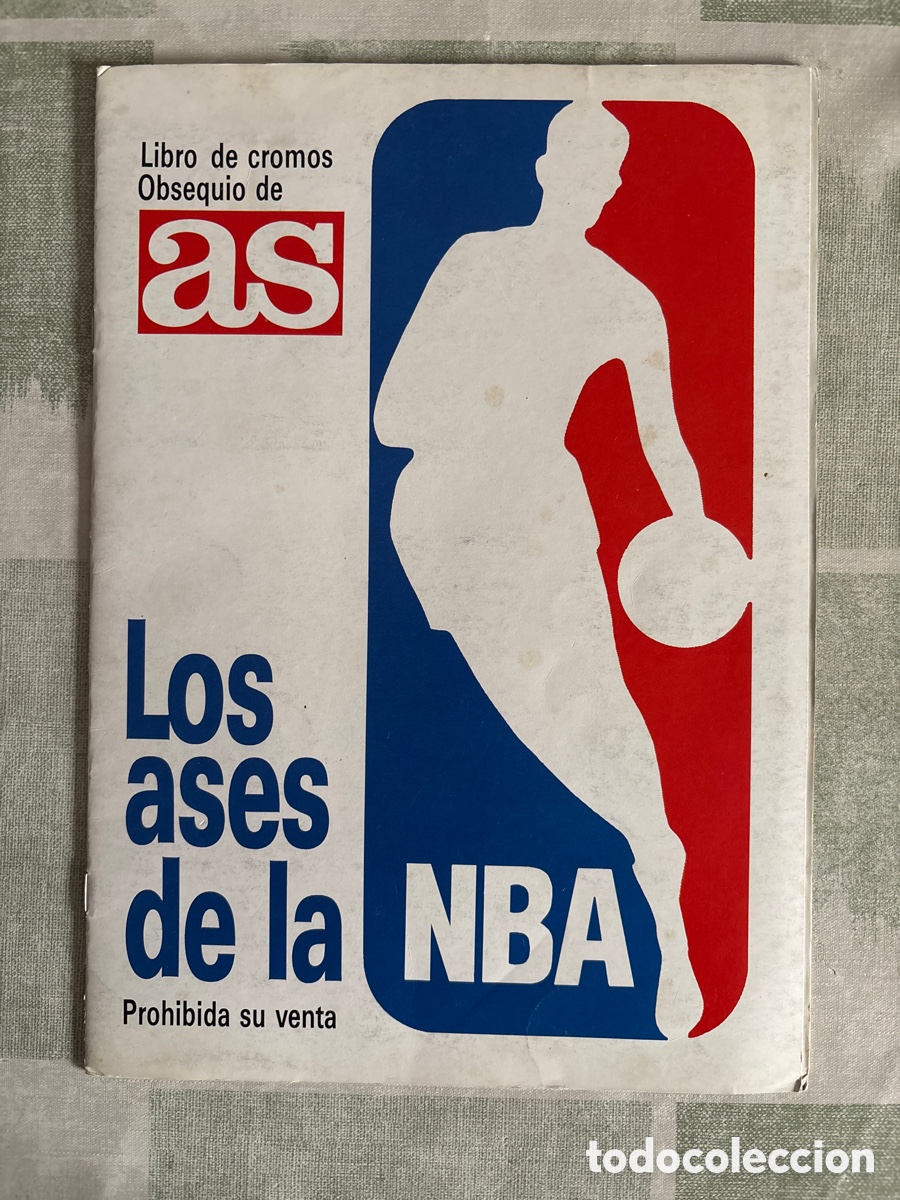 Libro de cromos
Obsequio de
as
Los
ases
de la
Prohibida su venta
NBA
todocoleccion